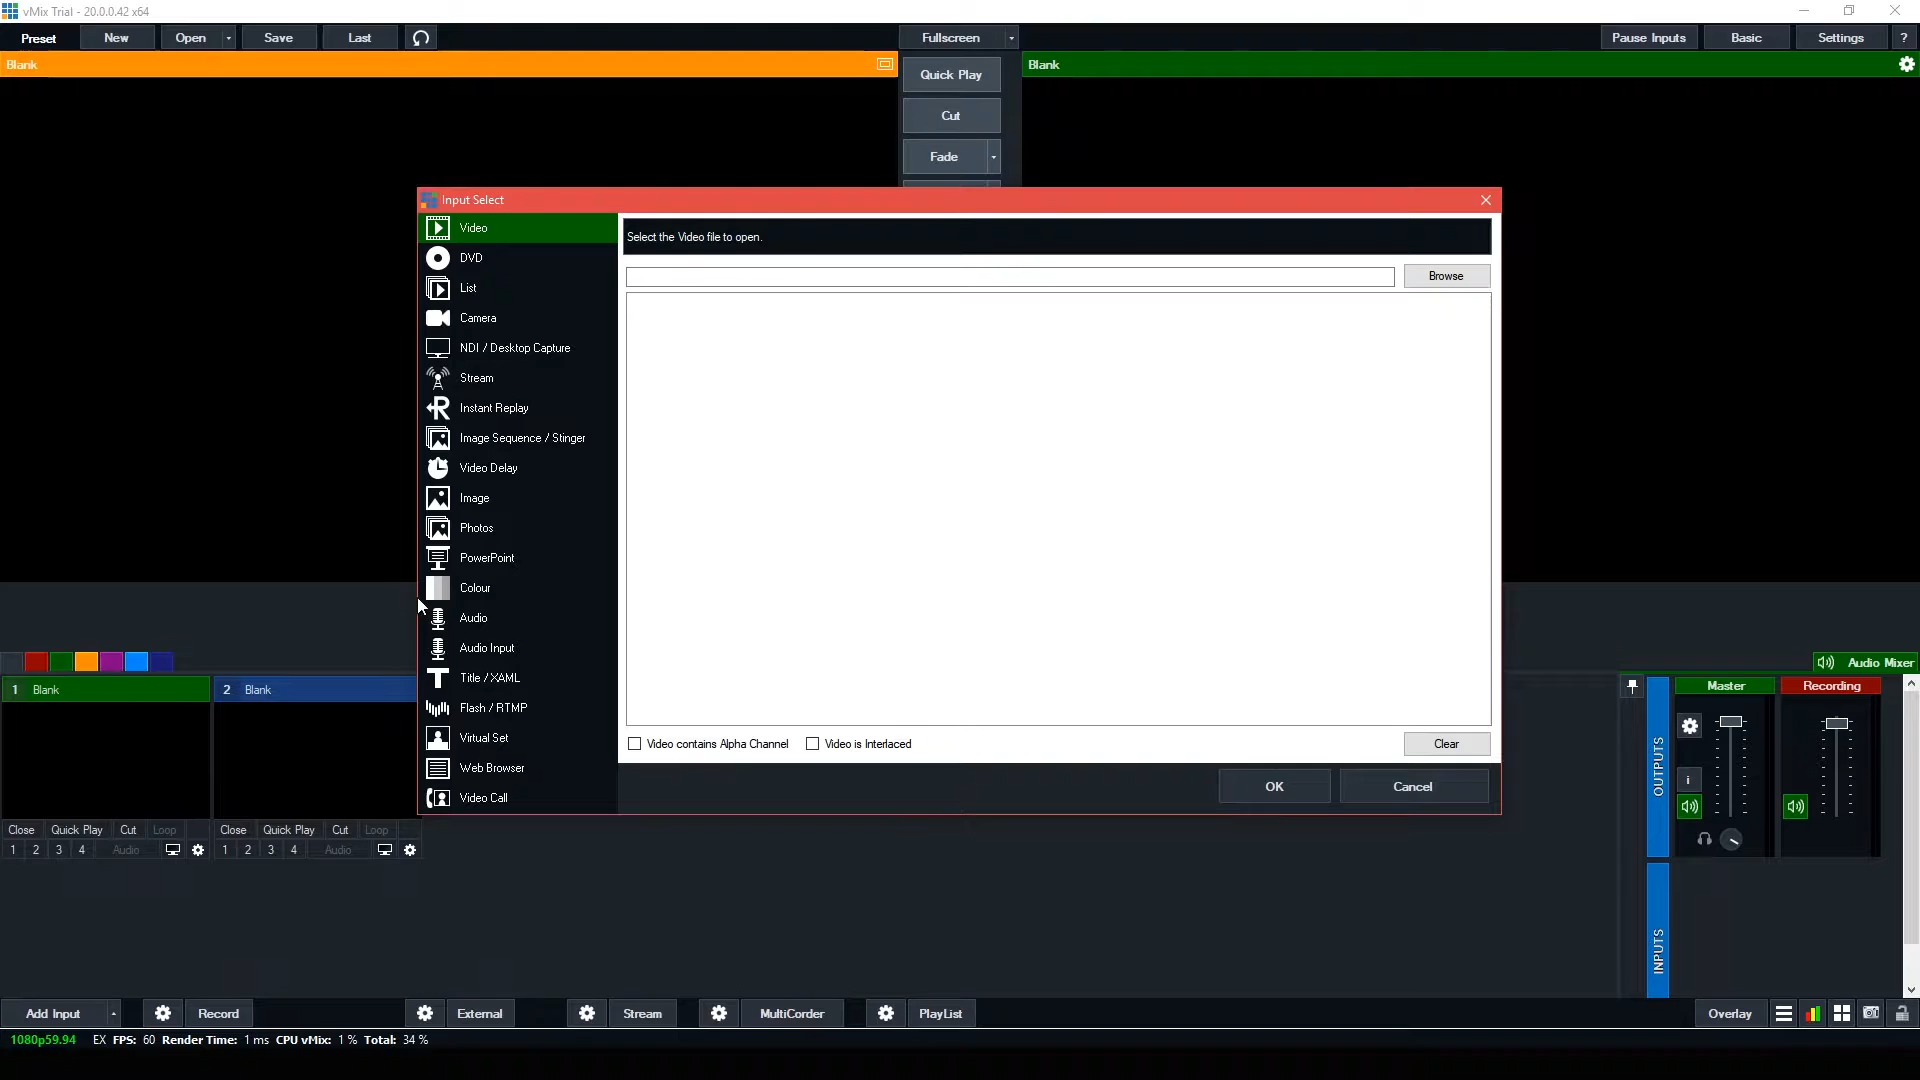 vMix Trial - 20.0.0.42 x64
Preset New Open Save Last Fullscreen Pause Inputs Basic Settings ?
Blank Blank
Quick Play
Cut
Fade
Input Select
Video
DVD
List
Camera
NDI / Desktop Capture
Stream
Instant Replay
Image Sequence / Stinger
Video Delay
Image
Photos
PowerPoint
Colour
Audio
Audio Input
Title / XAML
Flash / RTMP
Virtual Set
Web Browser
Video Call
Select the Video file to open.
Browse
Video contains Alpha Channel Video is Interlaced Clear
OK Cancel
Audio Mixer
1 Blank 2 Blank
Master Recording
OUTPUTS
i
INPUTS
Close Quick Play Cut Loop Close Quick Play Cut Loop
1 2 3 4 Audio 1 2 3 4 Audio
Add Input Record External Stream MultiCorder PlayList Overlay
1080p59.94 EX FPS: 60 Render Time: 1 ms CPU vMix: 1 % Total: 34 %